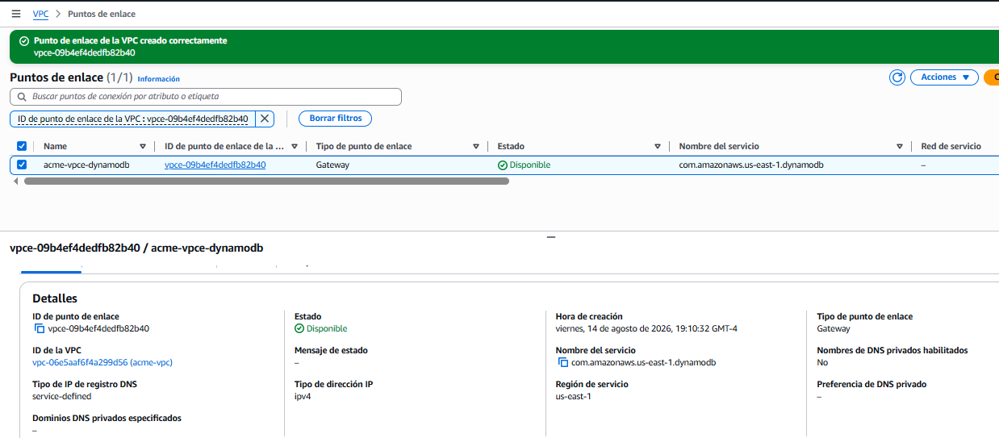 VPC > Puntos de enlace
Punto de enlace de la VPC creado correctamente
vpce-09b4ef4dedfb82b40
Puntos de enlace (1/1) Información
Acciones
Buscar puntos de conexión por atributo o etiqueta
ID de punto de enlace de la VPC : vpce-09b4ef4dedfb82b40
Borrar filtros
Name ID de punto de enlace de la ... Tipo de punto de enlace Estado Nombre del servicio Red de servicio
acme-vpce-dynamodb vpce-09b4ef4dedfb82b40 Gateway Disponible com.amazonaws.us-east-1.dynamodb –
vpce-09b4ef4dedfb82b40 / acme-vpce-dynamodb
Detalles
ID de punto de enlace Estado Hora de creación Tipo de punto de enlace
vpce-09b4ef4dedfb82b40 Disponible viernes, 14 de agosto de 2026, 19:10:32 GMT-4 Gateway
ID de la VPC Mensaje de estado Nombre del servicio Nombres de DNS privados habilitados
vpc-06e5aaf6f4a299d56 (acme-vpc) – com.amazonaws.us-east-1.dynamodb No
Tipo de IP de registro DNS Tipo de dirección IP Región de servicio Preferencia de DNS privado
service-defined ipv4 us-east-1 –
Dominios DNS privados especificados
–